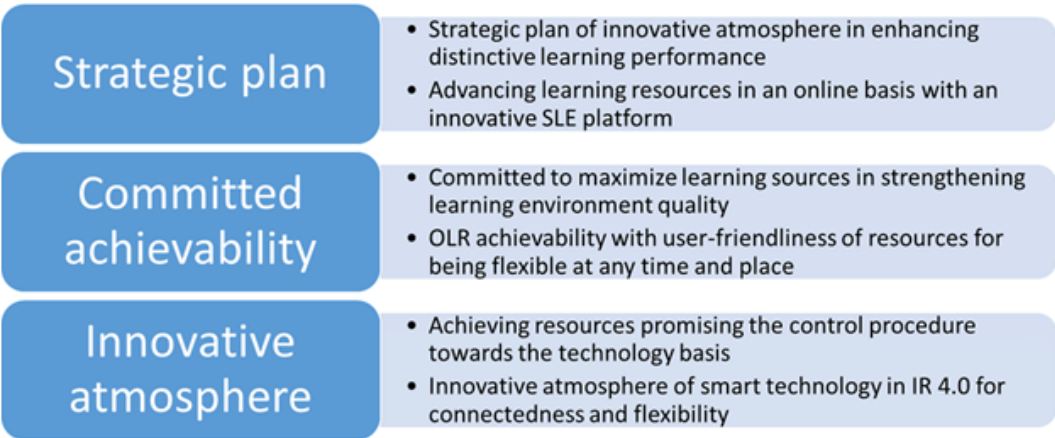 Strategic plan
• Strategic plan of innovative atmosphere in enhancing
distinctive learning performance
• Advancing learning resources in an online basis with an
innovative SLE platform
Committed
achievability
• Committed to maximize learning sources in strengthening
learning environment quality
• OLR achievability with user-friendliness of resources for
being flexible at any time and place
Innovative
atmosphere
• Achieving resources promising the control procedure
towards the technology basis
• Innovative atmosphere of smart technology in IR 4.0 for
connectedness and flexibility